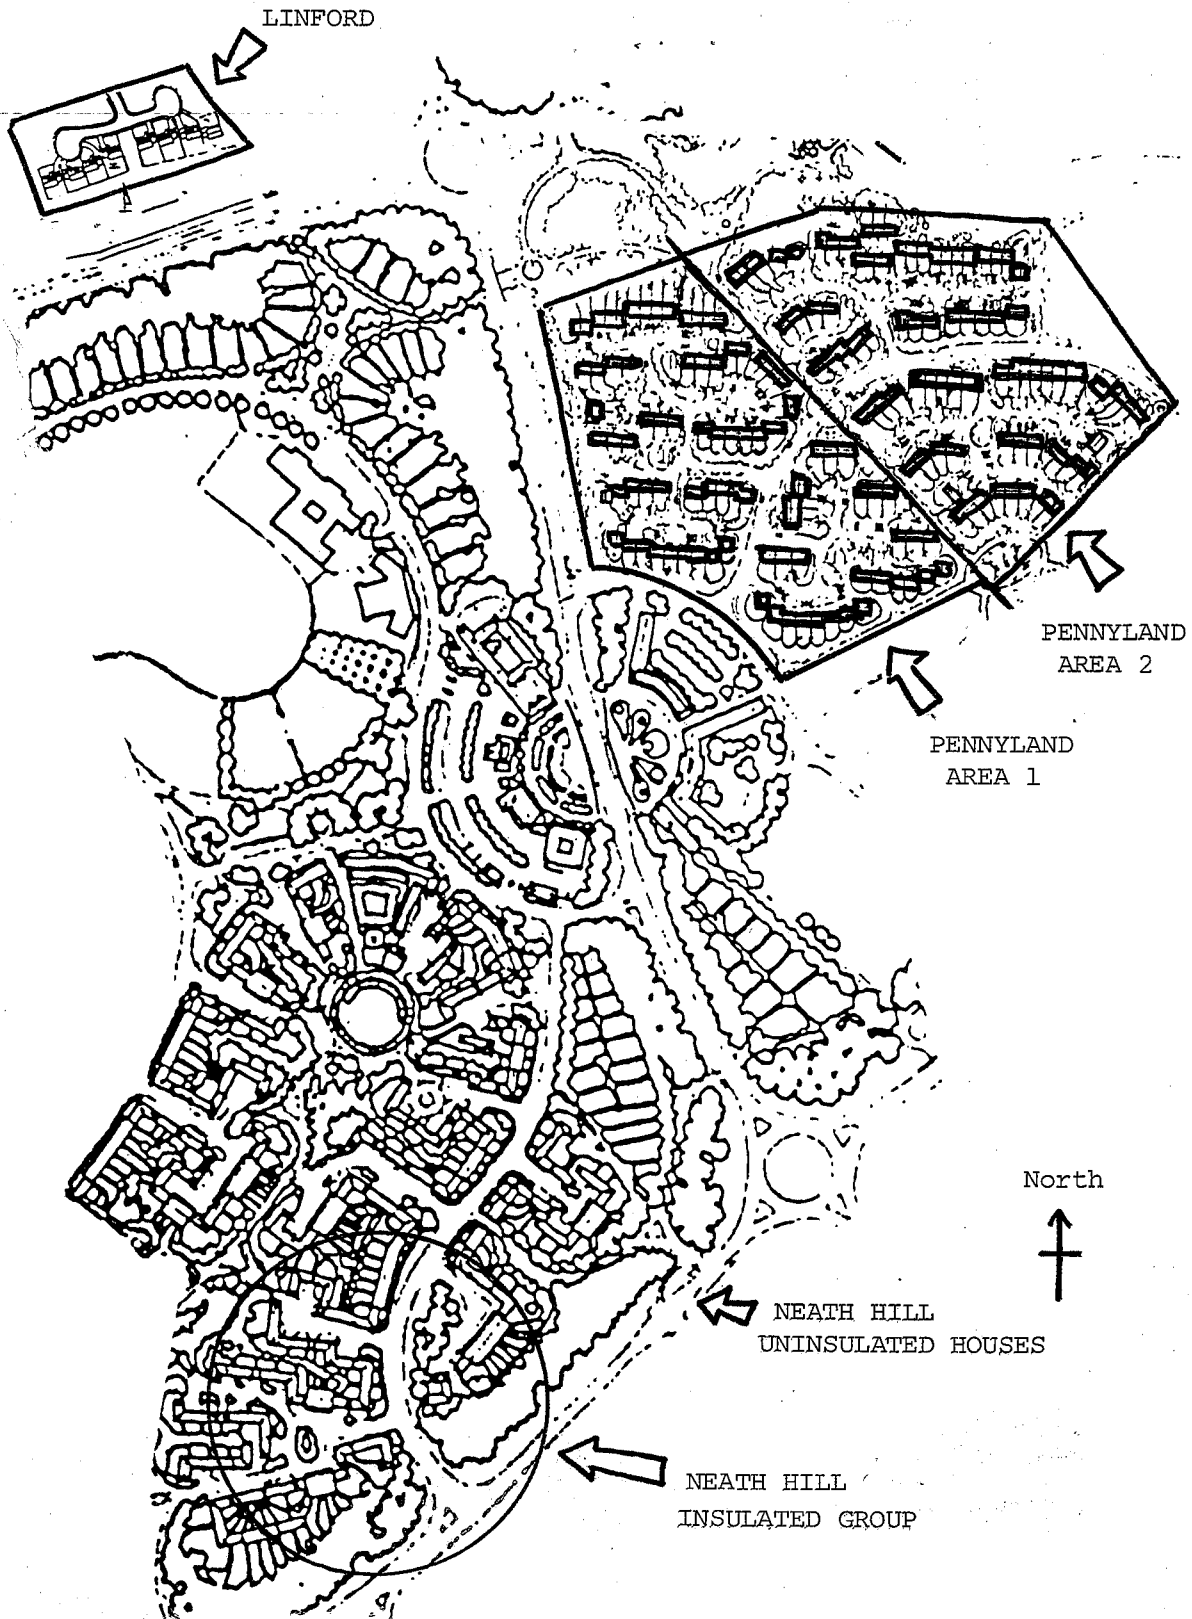 LINFORD
PENNYLAND
AREA 2
PENNYLAND
AREA 1
North
NEATH HILL
UNINSULATED HOUSES
NEATH HILL
INSULATED GROUP